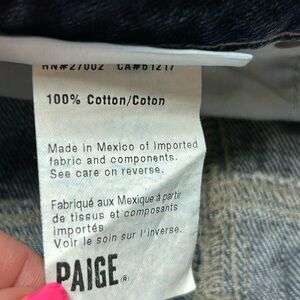 RN#27002 CA#61217
100% Cotton/Coton
Made in Mexico of Imported
fabric and components.
See care on reverse.
Fabriqué aux Mexique à partir
de tissus et composants
importés
Voir le soin sur l'inverse.
PAIGE (R)